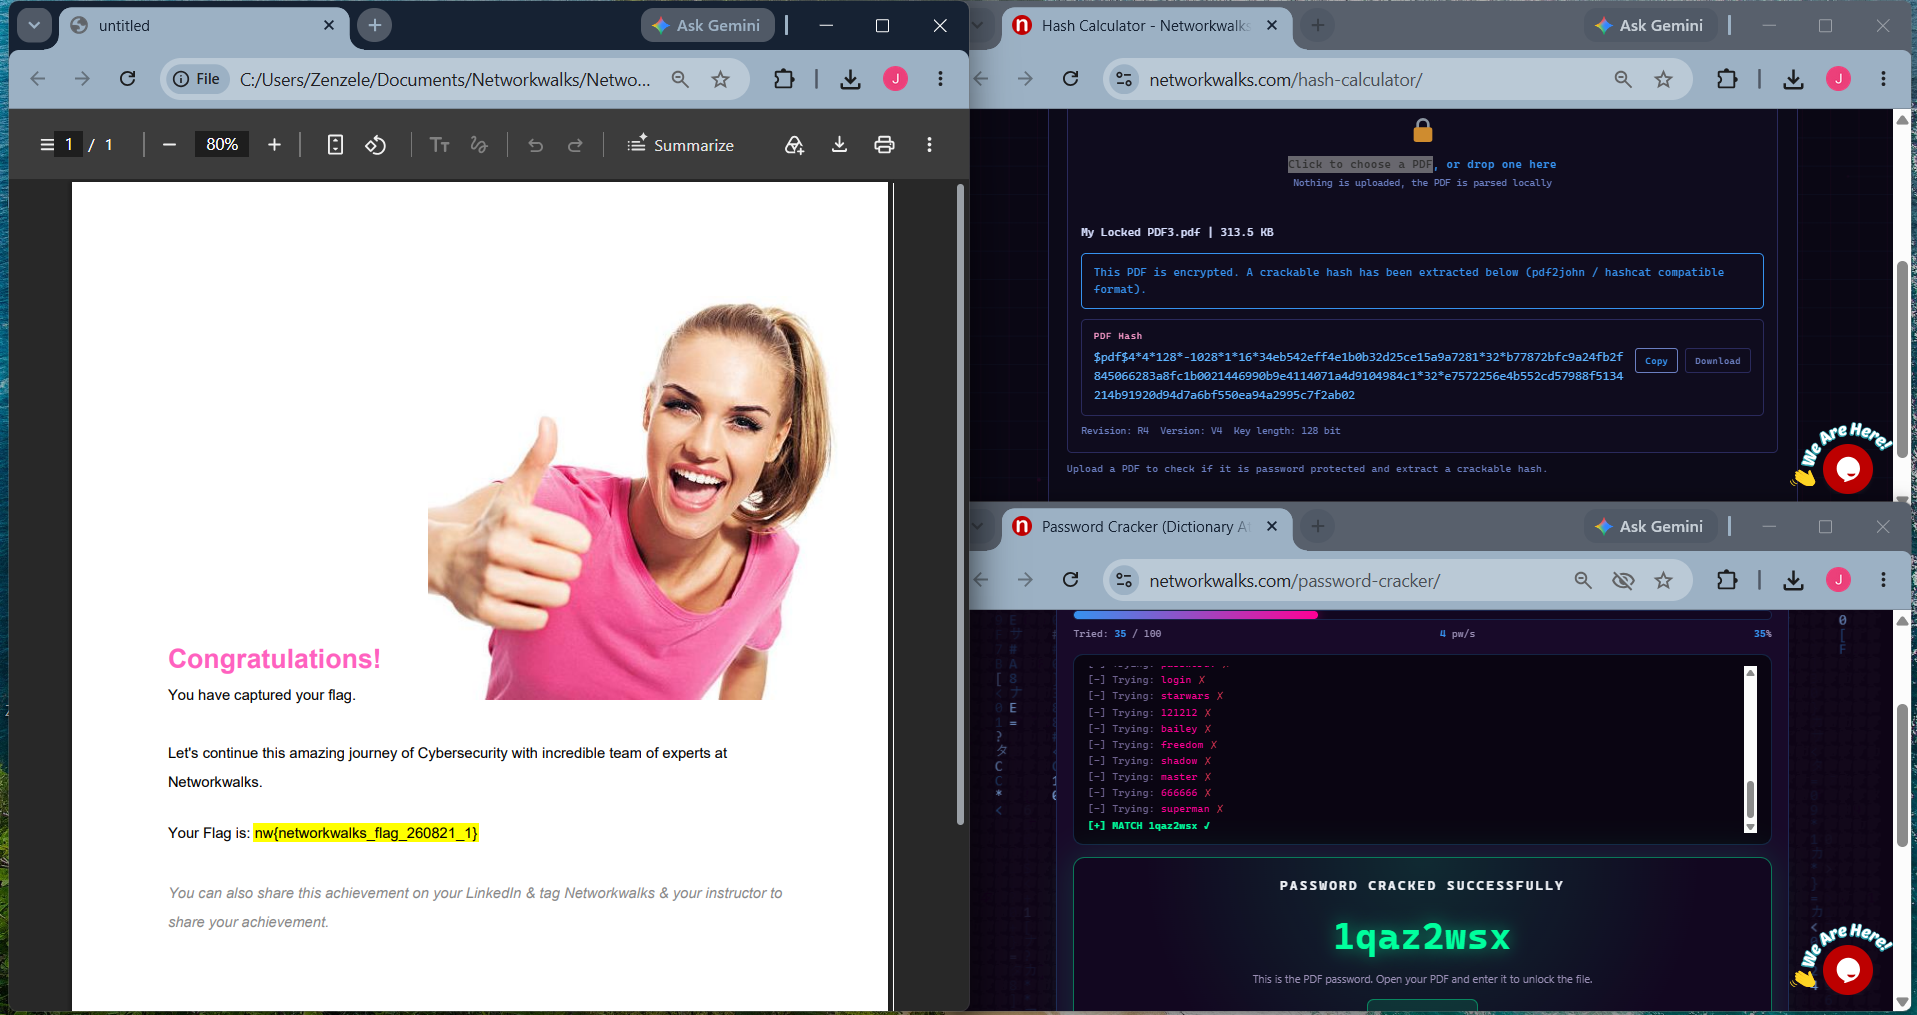 untitled
Ask Gemini
File
C:/Users/Zenzele/Documents/Networkwalks/Netwo...
J
1 / 1
80%
Summarize
Congratulations!
You have captured your flag.
Let's continue this amazing journey of Cybersecurity with incredible team of experts at
Networkwalks.
Your Flag is: nw{networkwalks_flag_260821_1}
You can also share this achievement on your LinkedIn & tag Networkwalks & your instructor to
share your achievement.
n
Hash Calculator - Networkwalks
Ask Gemini
networkwalks.com/hash-calculator/
J
Click to choose a PDF, or drop one here
Nothing is uploaded, the PDF is parsed locally
My Locked PDF3.pdf | 313.5 KB
This PDF is encrypted. A crackable hash has been extracted below (pdf2john / hashcat compatible
format).
PDF Hash
$pdf$4*4*128*-1028*1*16*34eb542eff4e1b0b32d25ce15a9a7281*32*b77872bfc9a24fb2f
845066283a8fc1b0021446990b9e4114071a4d9104984c1*32*e7572256e4b552cd57988f5134
214b91920d94d7a6bf550ea94a2995c7f2ab02
Copy
Download
Revision: R4 Version: V4 Key length: 128 bit
Upload a PDF to check if it is password protected and extract a crackable hash.
We Are Here!
n
Password Cracker (Dictionary A
Ask Gemini
networkwalks.com/password-cracker/
J
Tried: 35 / 100
4 pw/s
35%
[-] Trying: login ✗
[-] Trying: starwars ✗
[-] Trying: 121212 ✗
[-] Trying: bailey ✗
[-] Trying: freedom ✗
[-] Trying: shadow ✗
[-] Trying: master ✗
[-] Trying: 666666 ✗
[-] Trying: superman ✗
[+] MATCH 1qaz2wsx ✓
PASSWORD CRACKED SUCCESSFULLY
1qaz2wsx
This is the PDF password. Open your PDF and enter it to unlock the file.
We Are Here!